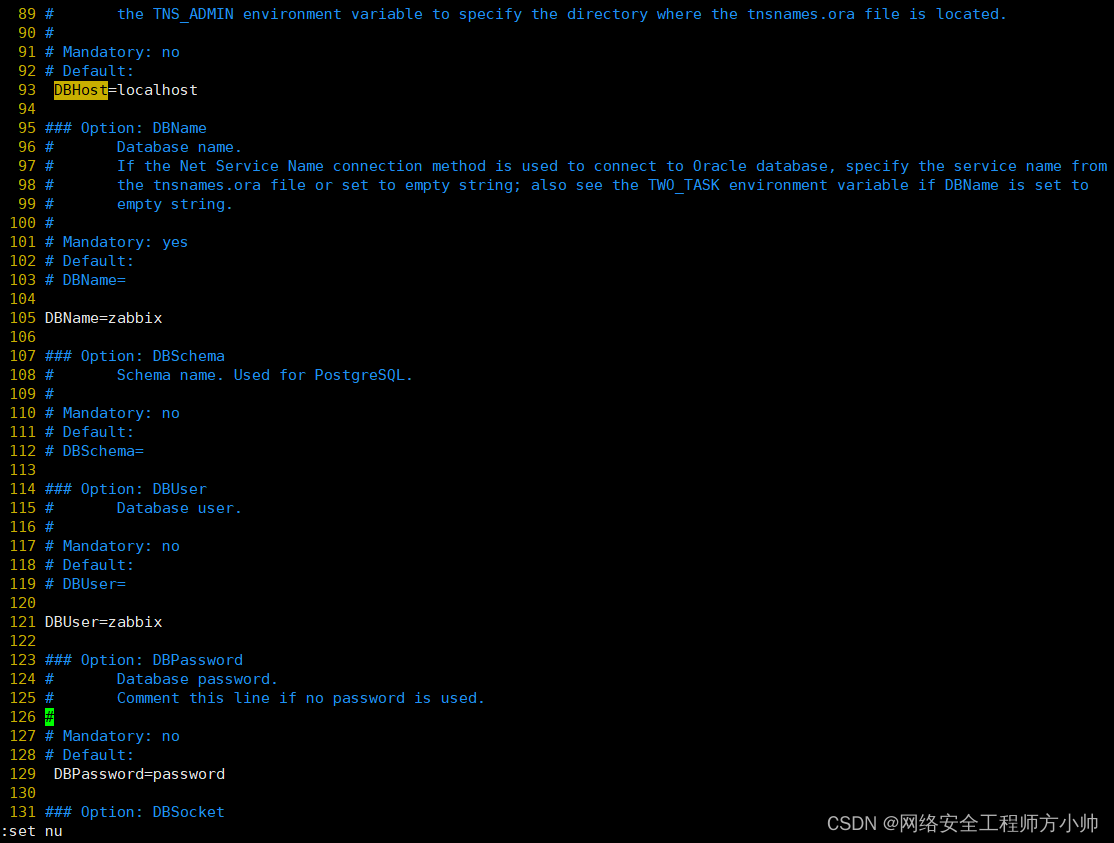 89 #       the TNS_ADMIN environment variable to specify the directory where the tnsnames.ora file is located.
90 #
91 # Mandatory: no
92 # Default:
93  DBHost=localhost
94
95 ### Option: DBName
96 #       Database name.
97 #       If the Net Service Name connection method is used to connect to Oracle database, specify the service name from
98 #       the tnsnames.ora file or set to empty string; also see the TWO_TASK environment variable if DBName is set to
99 #       empty string.
100 #
101 # Mandatory: yes
102 # Default:
103 # DBName=
104
105 DBName=zabbix
106
107 ### Option: DBSchema
108 #       Schema name. Used for PostgreSQL.
109 #
110 # Mandatory: no
111 # Default:
112 # DBSchema=
113
114 ### Option: DBUser
115 #       Database user.
116 #
117 # Mandatory: no
118 # Default:
119 # DBUser=
120
121 DBUser=zabbix
122
123 ### Option: DBPassword
124 #       Database password.
125 #       Comment this line if no password is used.
126 #
127 # Mandatory: no
128 # Default:
129  DBPassword=password
130
131 ### Option: DBSocket
:set nu
CSDN @网络安全工程师方小帅